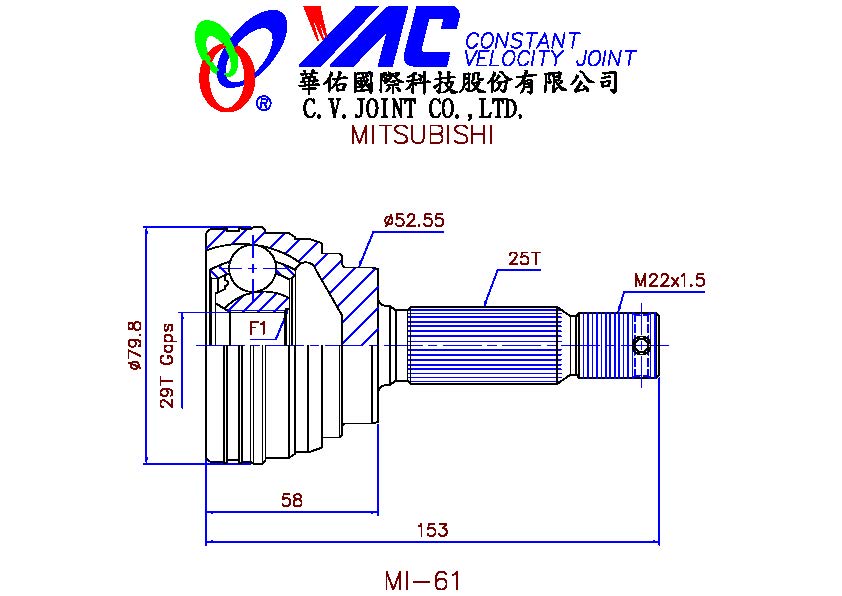 YAC CONSTANT
VELOCITY JOINT
®
華佑國際科技股份有限公司
C.V.JOINT CO.,LTD.
MITSUBISHI
ø52.55
25T
M22x1.5
F1
ø79.8
29T Gaps
58
153
MI-61